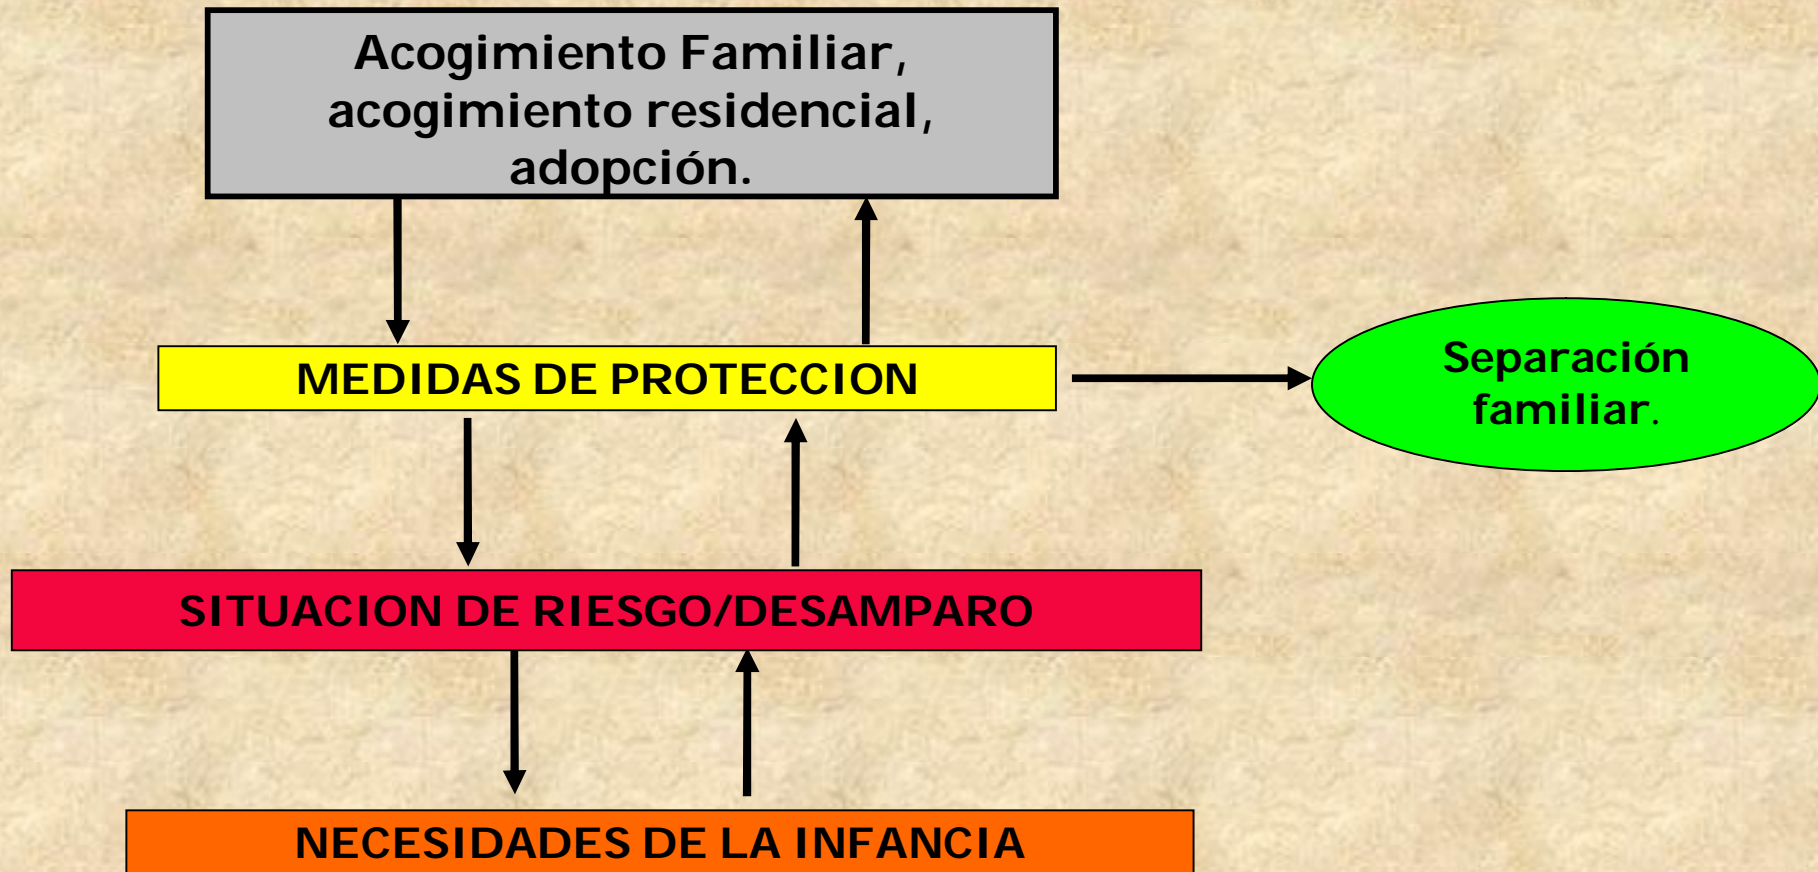 Acogimiento Familiar,
acogimiento residencial,
adopción.
MEDIDAS DE PROTECCION
Separación
familiar.
SITUACION DE RIESGO/DESAMPARO
NECESIDADES DE LA INFANCIA